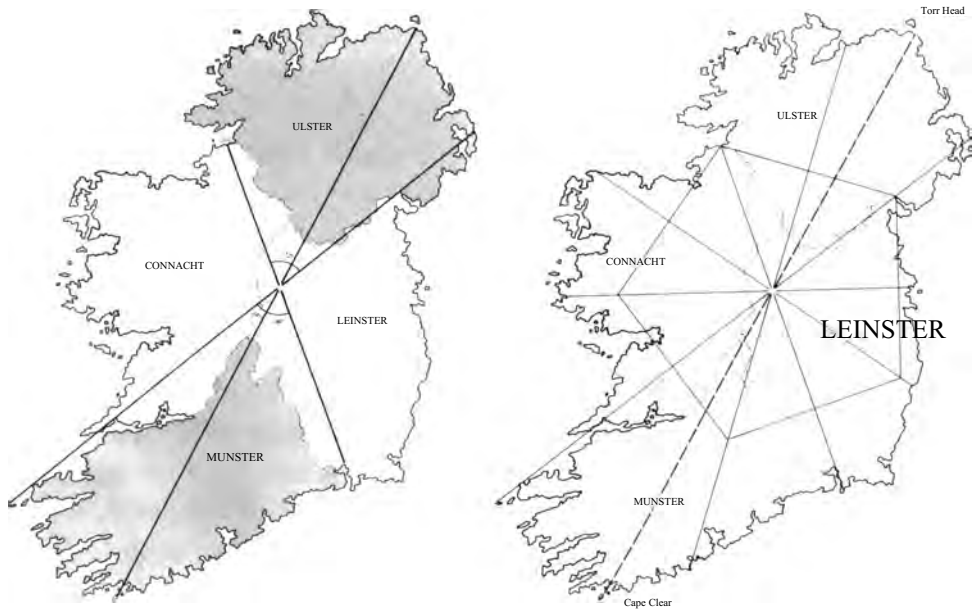 ULSTER
CONNACHT
LEINSTER
MUNSTER
Torr Head
ULSTER
CONNACHT
LEINSTER
MUNSTER
Cape Clear